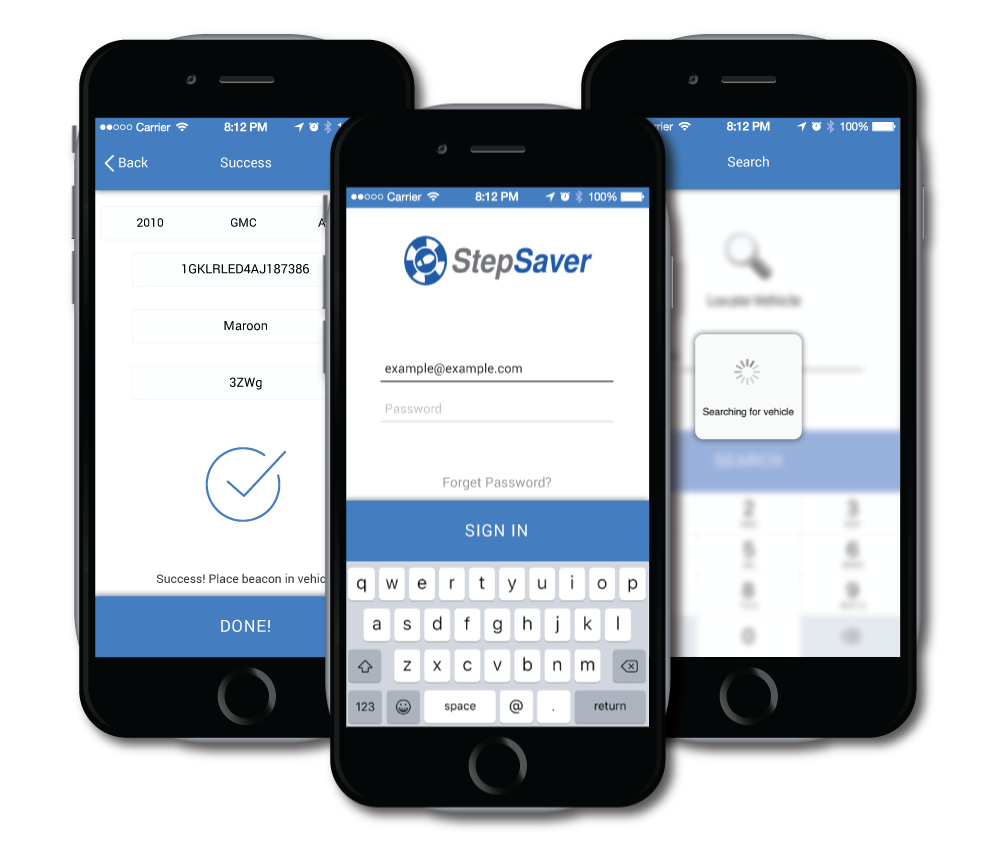 ●●○○○ Carrier 8:12 PM 1
Back Success
2010 GMC A
1GKLRLED4AJ187386
Maroon
3ZWg
Success! Place beacon in vehic
DONE!
●●○○○ Carrier 8:12 PM 100%
StepSaver
example@example.com
Password
Forget Password?
SIGN IN
q w e r t y u i o p
a s d f g h j k l
z x c v b n m
123 space @ . return
rrier 8:12 PM 100%
Search
Locate Vehicle
Searching for vehicle
SEARCH
2 3
5 6
8 9
0